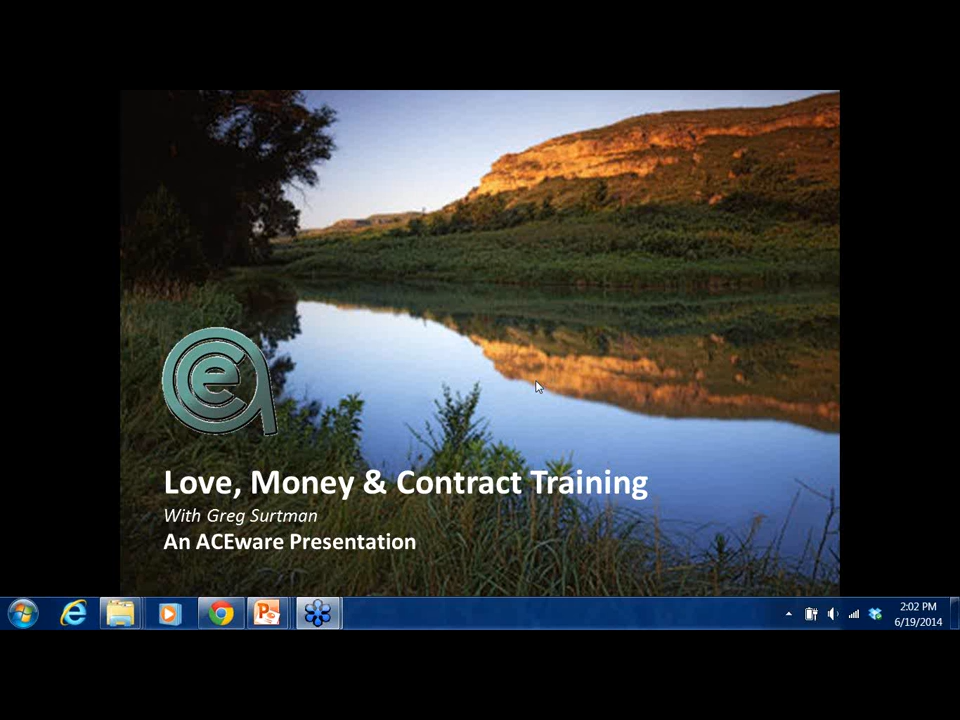 Love, Money & Contract Training
With Greg Surtman
An ACEware Presentation
2:02 PM
6/19/2014